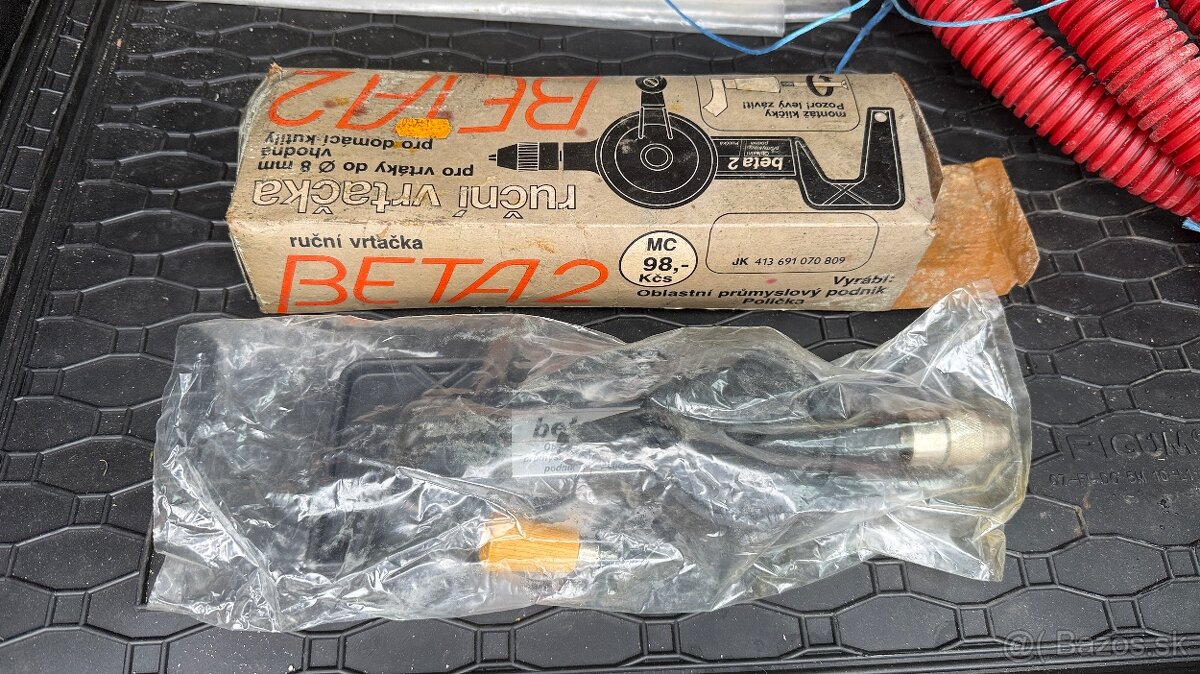 BETA2
vhodná
pro domácí kutily
ruční vrtačka
pro vrtáky do Ø 8 mm
beta 2
montáž kličky
Pozor! levý závit!
ruční vrtačka
BETA2
MC
98,-
Kčs
JK 413 691 070 809
Vyrábí:
Oblastní průmyslový podnik
Polička
podnik
@( Bazos.sk